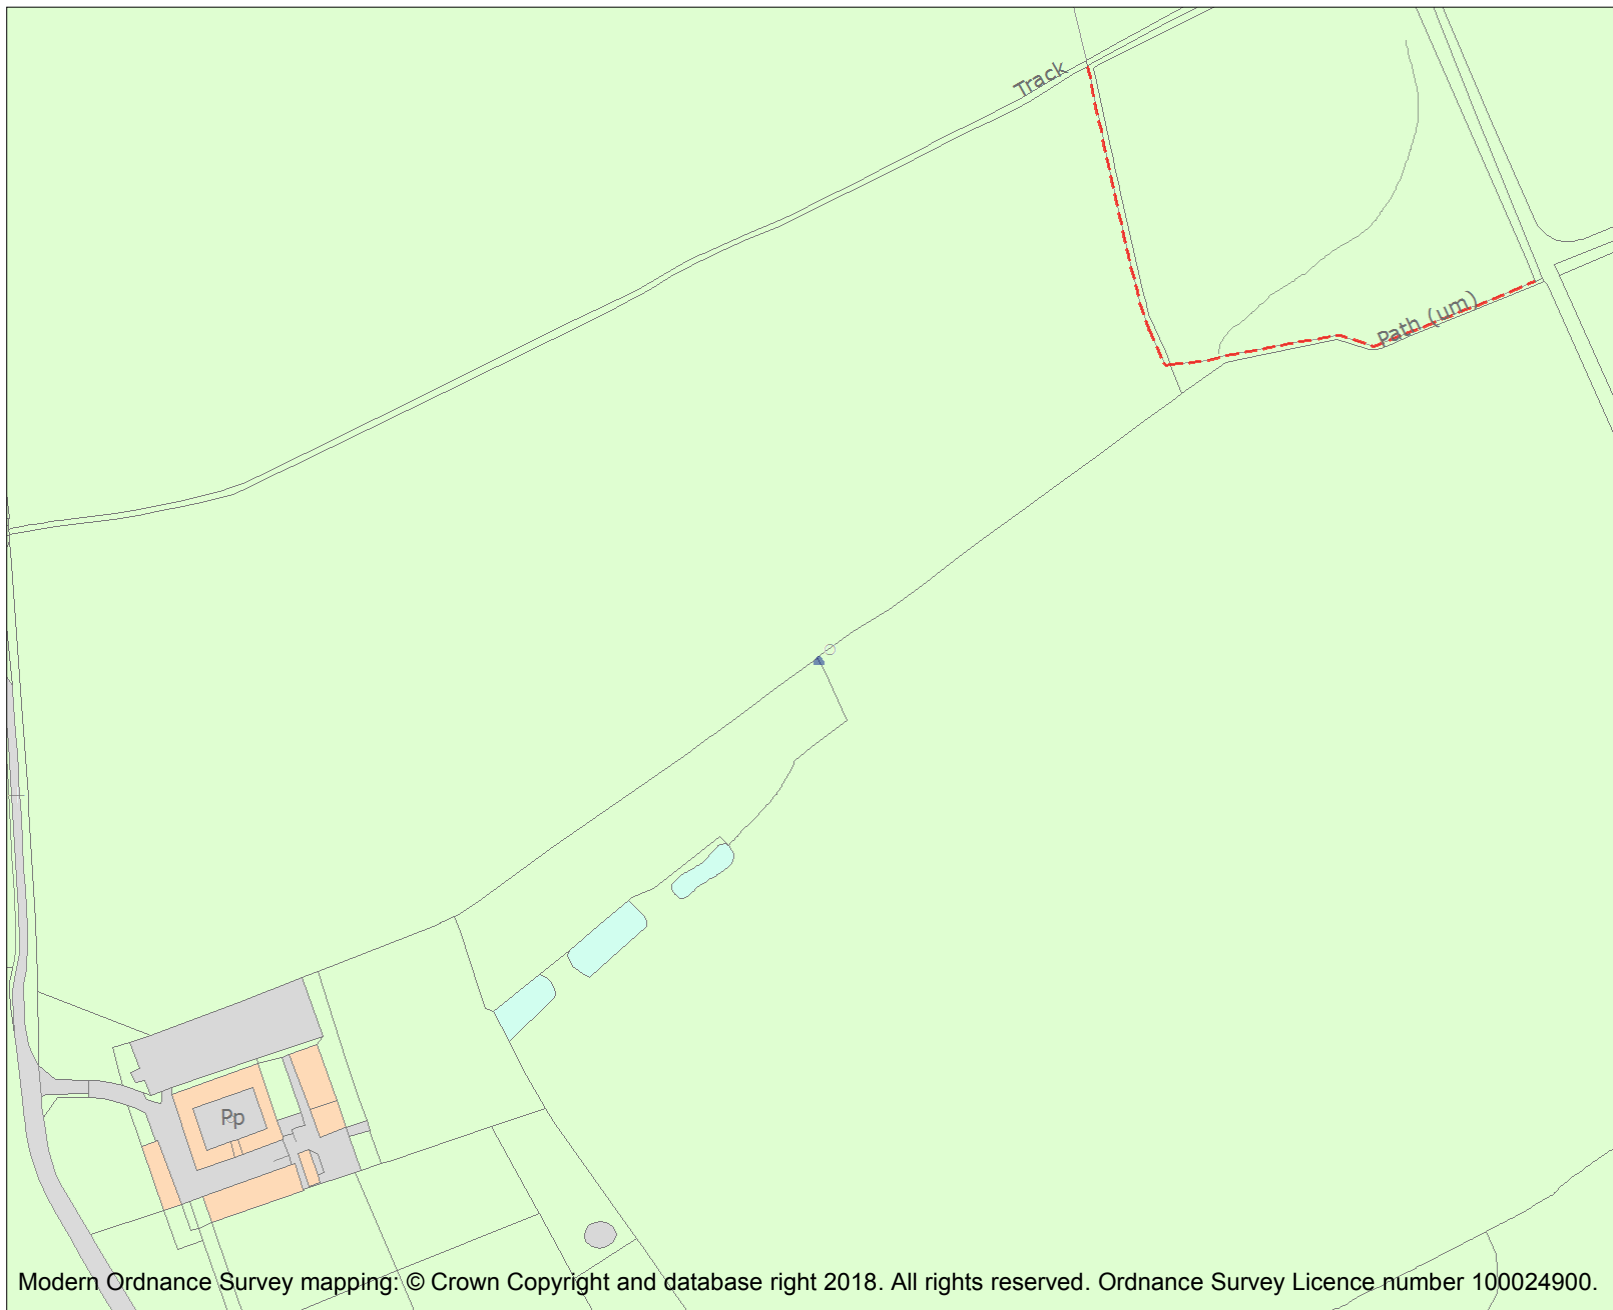 Track
Path (um)
Pp
Modern Ordnance Survey mapping: © Crown Copyright and database right 2018. All rights reserved. Ordnance Survey Licence number 100024900.